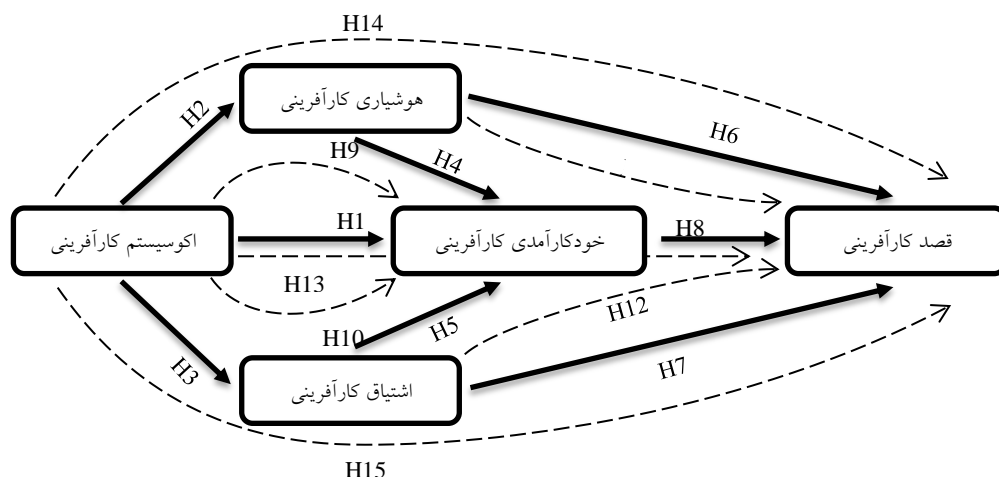 H14
هوشیاری کارآفرینی
H2
H6
H9
H4
اکوسیستم کارآفرینی
H1
خودکارآمدی کارآفرینی
H8
قصد کارآفرینی
H13
H12
H10
H5
H3
H7
اشتیاق کارآفرینی
H15